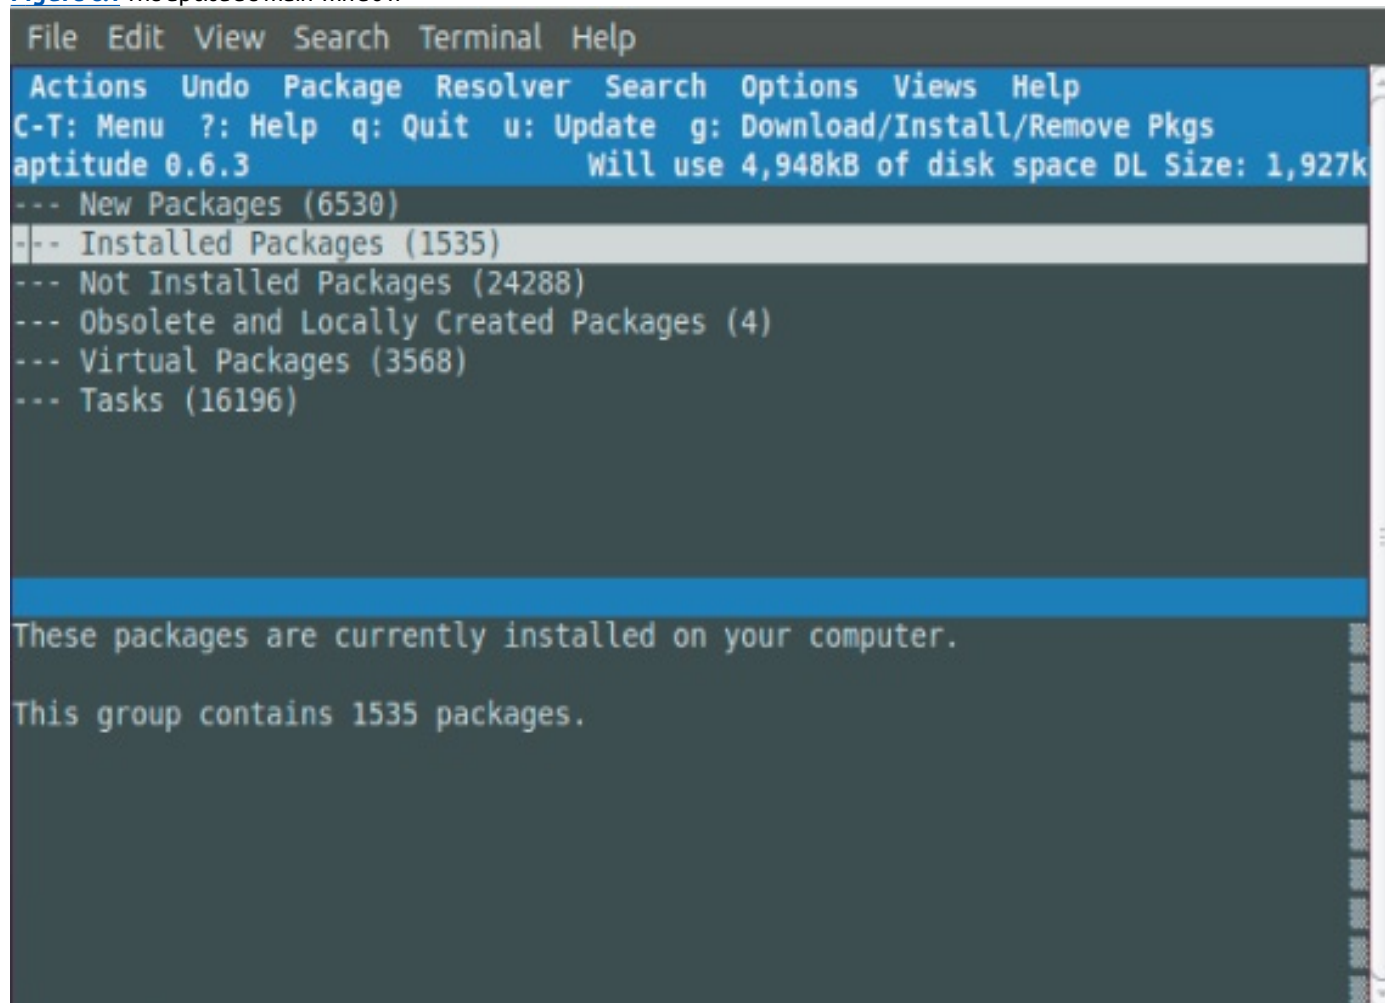 File Edit View Search Terminal Help
Actions Undo Package Resolver Search Options Views Help
C-T: Menu ?: Help q: Quit u: Update g: Download/Install/Remove Pkgs
aptitude 0.6.3 Will use 4,948kB of disk space DL Size: 1,927k
--- New Packages (6530)
--- Installed Packages (1535)
--- Not Installed Packages (24288)
--- Obsolete and Locally Created Packages (4)
--- Virtual Packages (3568)
--- Tasks (16196)
These packages are currently installed on your computer.
This group contains 1535 packages.